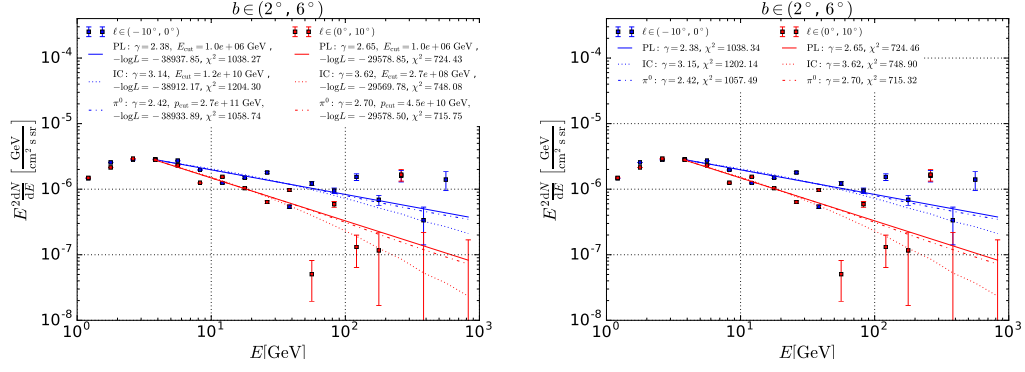 b ∈ (2°, 6°)
ℓ ∈ (−10°, 0°)
PL: γ = 2.38, E_cut = 1.0e+06 GeV,
−logL = −38937.85, χ² = 1038.27
IC: γ = 3.14, E_cut = 1.2e+10 GeV,
−logL = −38912.17, χ² = 1204.30
π⁰: γ = 2.42, p_cut = 2.7e+11 GeV,
−logL = −38933.89, χ² = 1058.74
ℓ ∈ (0°, 10°)
PL: γ = 2.65, E_cut = 1.0e+06 GeV,
−logL = −29578.85, χ² = 724.43
IC: γ = 3.62, E_cut = 2.7e+08 GeV,
−logL = −29569.78, χ² = 748.08
π⁰: γ = 2.70, p_cut = 4.5e+10 GeV,
−logL = −29578.50, χ² = 715.75
E² dN/dE [GeV / cm² s sr]
10⁻⁴
10⁻⁵
10⁻⁶
10⁻⁷
10⁻⁸
10⁰ 10¹ 10² 10³
E[GeV]
b ∈ (2°, 6°)
ℓ ∈ (−10°, 0°)
PL: γ = 2.38, χ² = 1038.34
IC: γ = 3.15, χ² = 1202.14
π⁰: γ = 2.42, χ² = 1057.49
ℓ ∈ (0°, 10°)
PL: γ = 2.65, χ² = 724.46
IC: γ = 3.62, χ² = 748.90
π⁰: γ = 2.70, χ² = 715.32
E² dN/dE [GeV / cm² s sr]
10⁻⁴
10⁻⁵
10⁻⁶
10⁻⁷
10⁻⁸
10⁰ 10¹ 10² 10³
E[GeV]